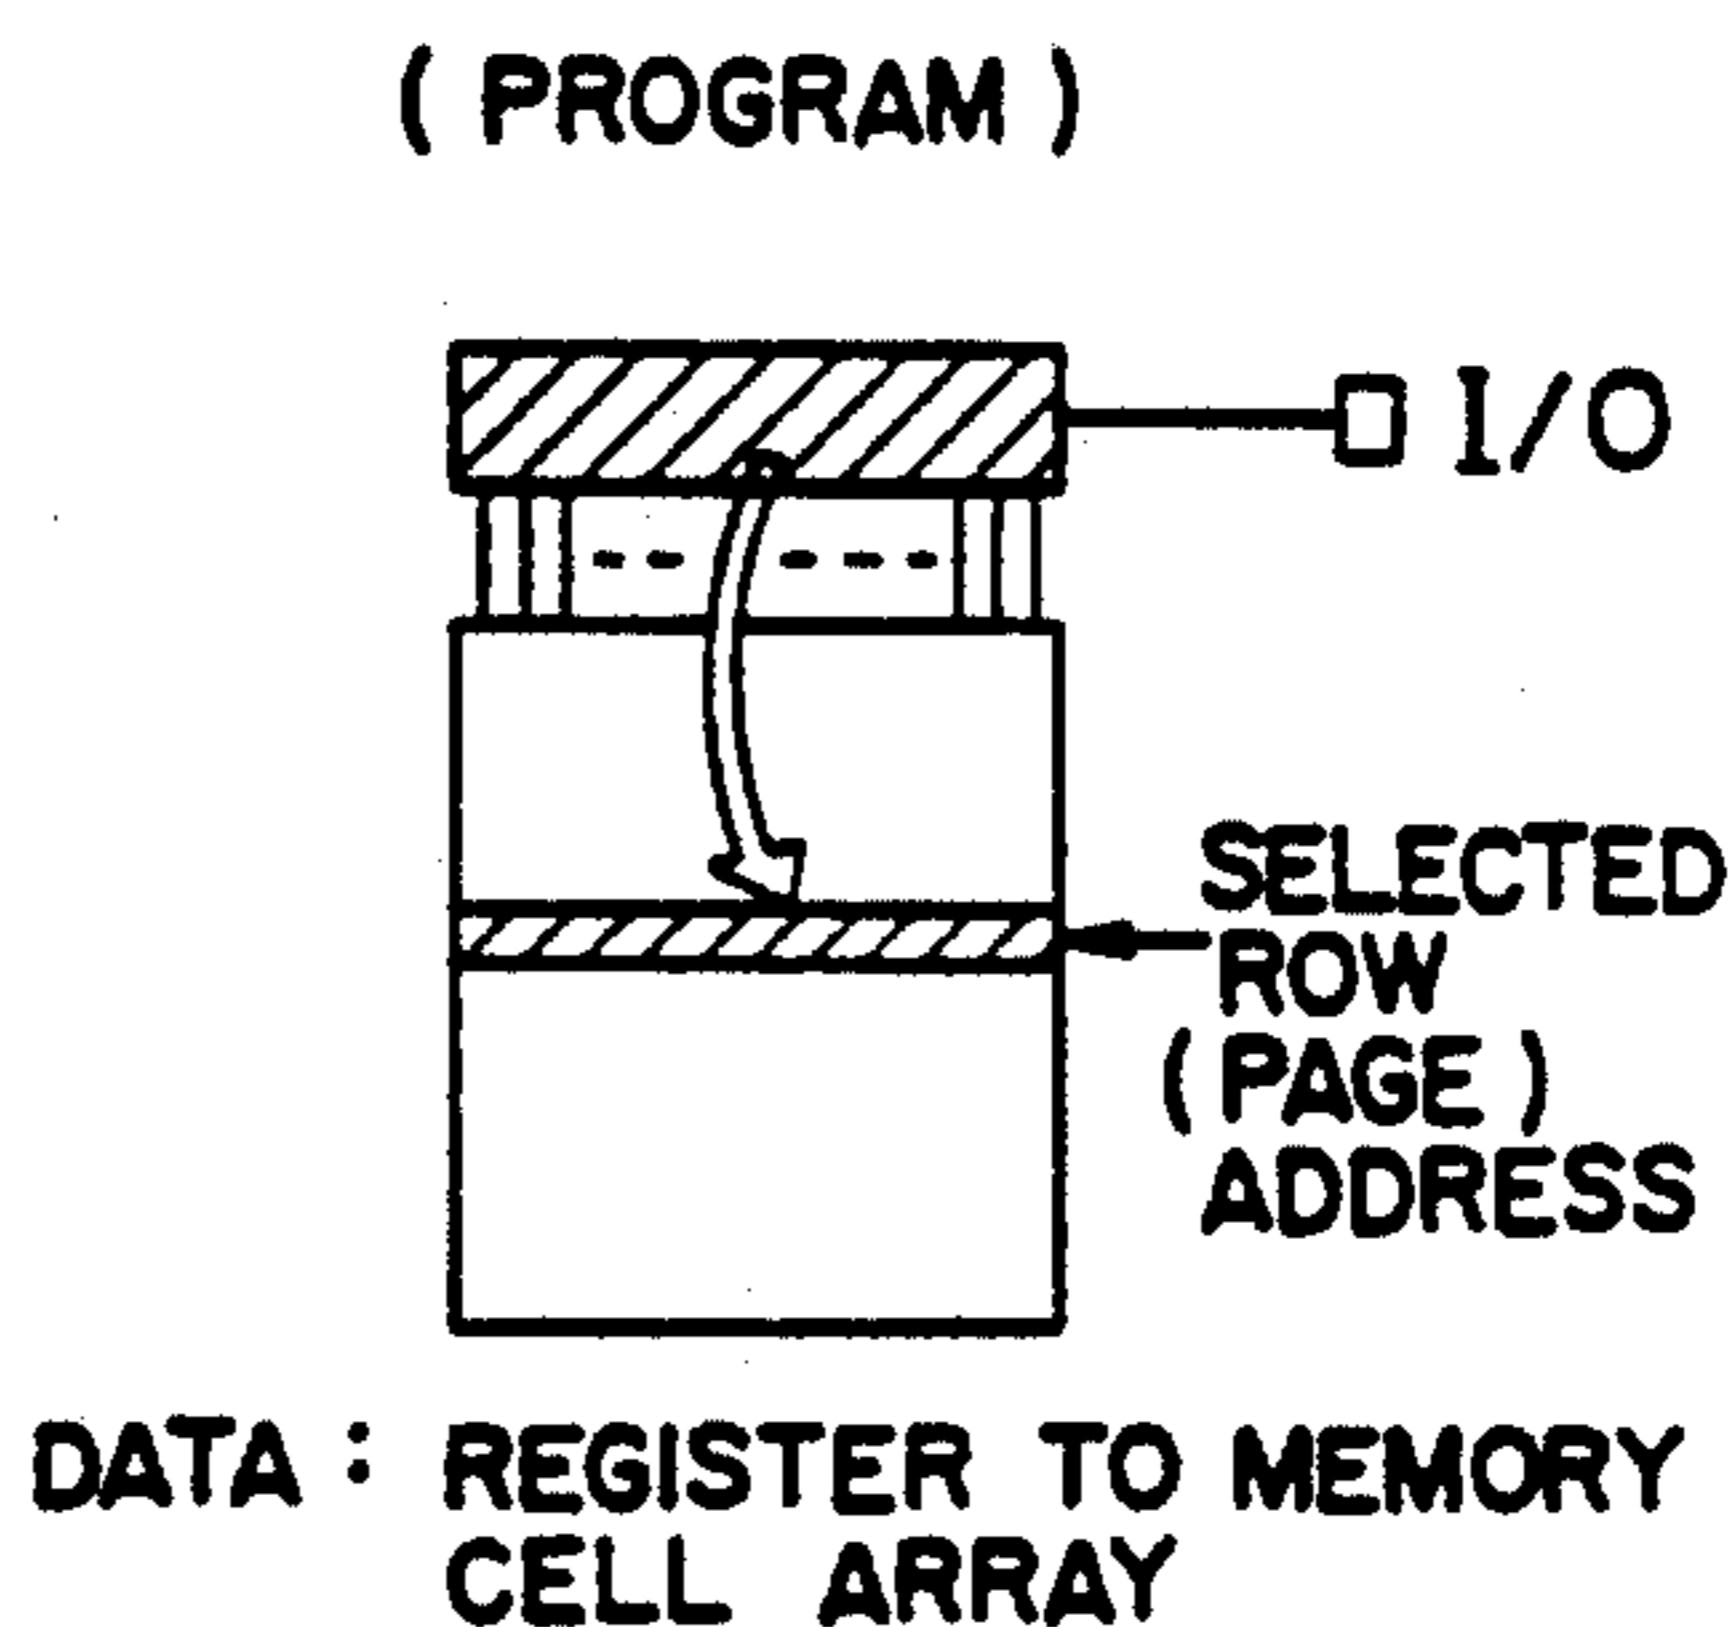 ( PROGRAM )
I/O
SELECTED
ROW
( PAGE )
ADDRESS
DATA : REGISTER TO MEMORY
CELL ARRAY